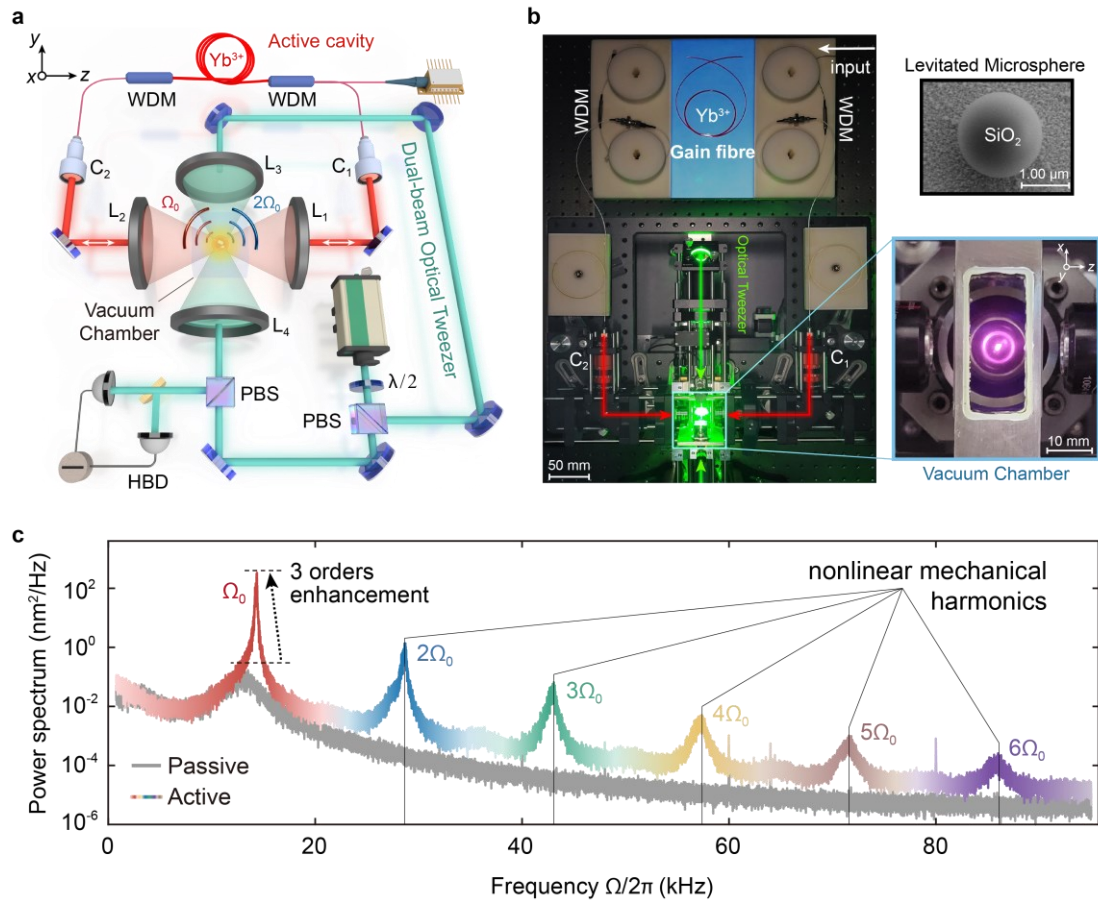 a
y
x
z
Yb³⁺
Active cavity
WDM
WDM
C₂
C₁
L₃
L₂
Ω₀
2Ω₀
L₁
Vacuum
Chamber
L₄
Dual-beam Optical Tweezer
λ/2
PBS
PBS
HBD
b
input
WDM
Yb³⁺
WDM
Gain fibre
Optical Tweezer
C₂
C₁
50 mm
Levitated Microsphere
SiO₂
1.00 μm
x
y
z
10 mm
Vacuum Chamber
c
Power spectrum (nm²/Hz)
10²
10⁰
10⁻²
10⁻⁴
10⁻⁶
Ω₀
3 orders
enhancement
nonlinear mechanical
harmonics
2Ω₀
3Ω₀
4Ω₀
5Ω₀
6Ω₀
Passive
Active
0
20
40
60
80
Frequency Ω/2π (kHz)